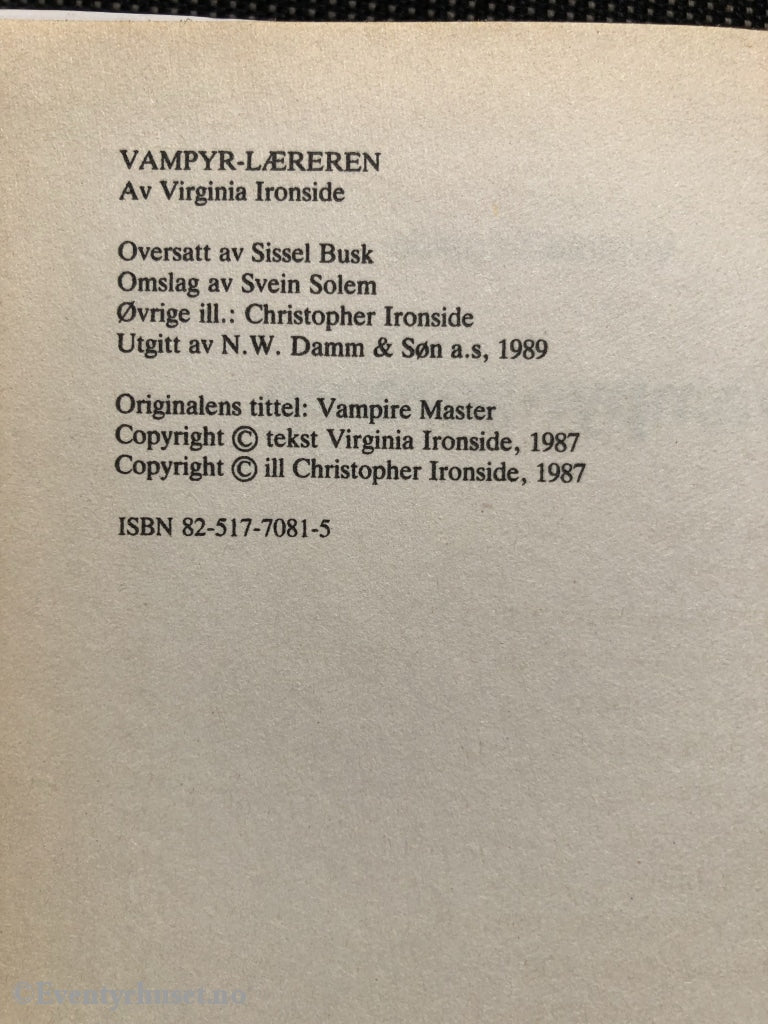 VAMPYR-LÆREREN
Av Virginia Ironside
Oversatt av Sissel Busk
Omslag av Svein Solem
Øvrige ill.: Christopher Ironside
Utgitt av N.W. Damm & Søn a.s, 1989
Originalens tittel: Vampire Master
Copyright © tekst Virginia Ironside, 1987
Copyright © ill Christopher Ironside, 1987
ISBN 82-517-7081-5
© Eventyrhuset.no